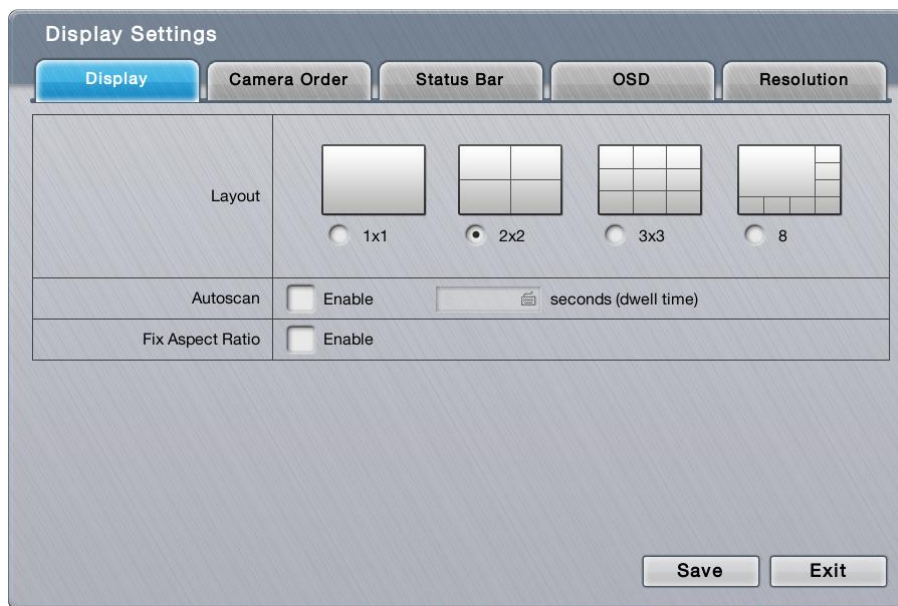 Display Settings
Display Camera Order Status Bar OSD Resolution
Layout
1x1 2x2 3x3 8
Autoscan Enable seconds (dwell time)
Fix Aspect Ratio Enable
Save Exit